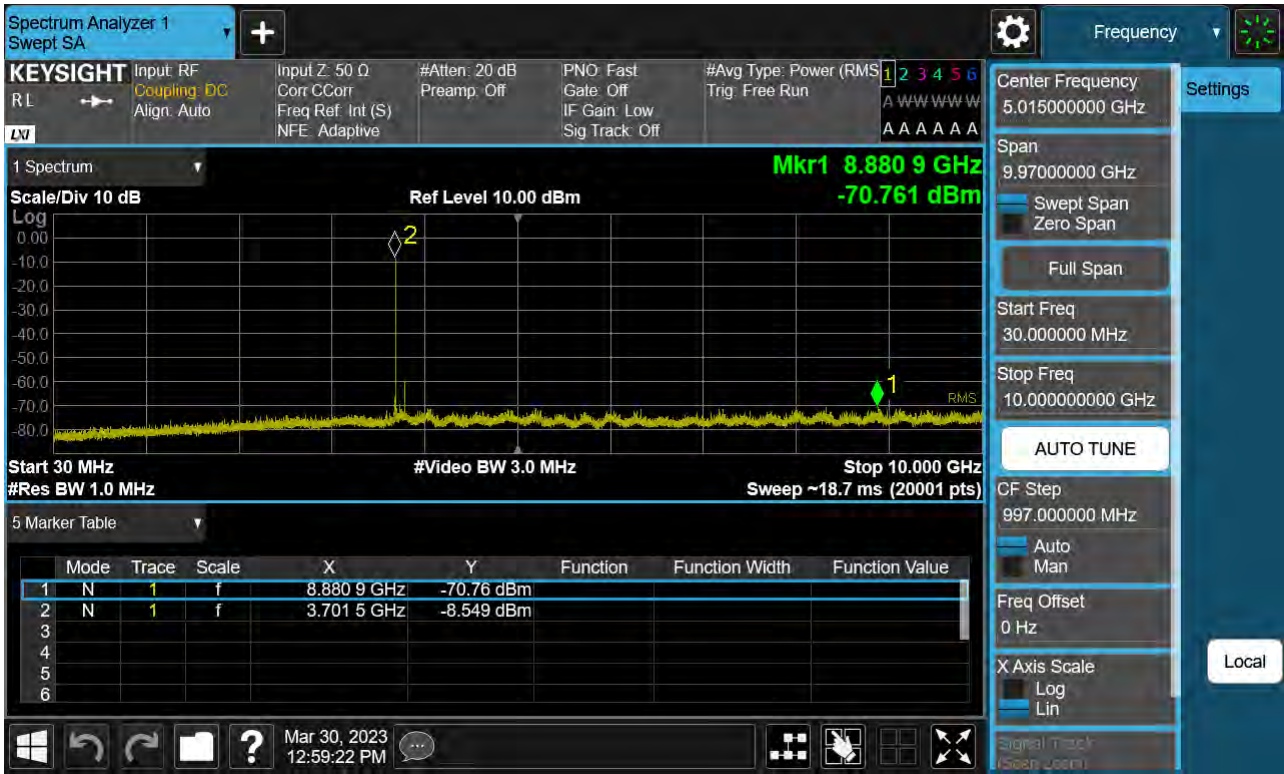 Spectrum Analyzer 1
Swept SA
+
Frequency
KEYSIGHT
RL
LXI
Input: RF
Coupling: DC
Align: Auto
Input Z: 50 Ω
Corr CCorr
Freq Ref: Int (S)
NFE: Adaptive
#Atten: 20 dB
Preamp: Off
PNO: Fast
Gate: Off
IF Gain: Low
Sig Track: Off
#Avg Type: Power (RMS
Trig: Free Run
1 2 3 4 5 6
A W W W W W
A A A A A A
Center Frequency
5.015000000 GHz
Settings
Span
9.97000000 GHz
Swept Span
Zero Span
Full Span
Start Freq
30.000000 MHz
Stop Freq
10.000000000 GHz
AUTO TUNE
CF Step
997.000000 MHz
Auto
Man
Freq Offset
0 Hz
X Axis Scale
Log
Lin
Signal Track
(Span Zoom)
Local
1 Spectrum
Scale/Div 10 dB
Ref Level 10.00 dBm
Mkr1 8.880 9 GHz
-70.761 dBm
Log
0.00
-10.0
-20.0
-30.0
-40.0
-50.0
-60.0
-70.0
-80.0
2
1
RMS
Start 30 MHz
#Video BW 3.0 MHz
Stop 10.000 GHz
#Res BW 1.0 MHz
Sweep ~18.7 ms (20001 pts)
5 Marker Table
Mode Trace Scale X Y Function Function Width Function Value
1 N 1 f 8.880 9 GHz -70.76 dBm
2 N 1 f 3.701 5 GHz -8.549 dBm
3
4
5
6
?
Mar 30, 2023
12:59:22 PM